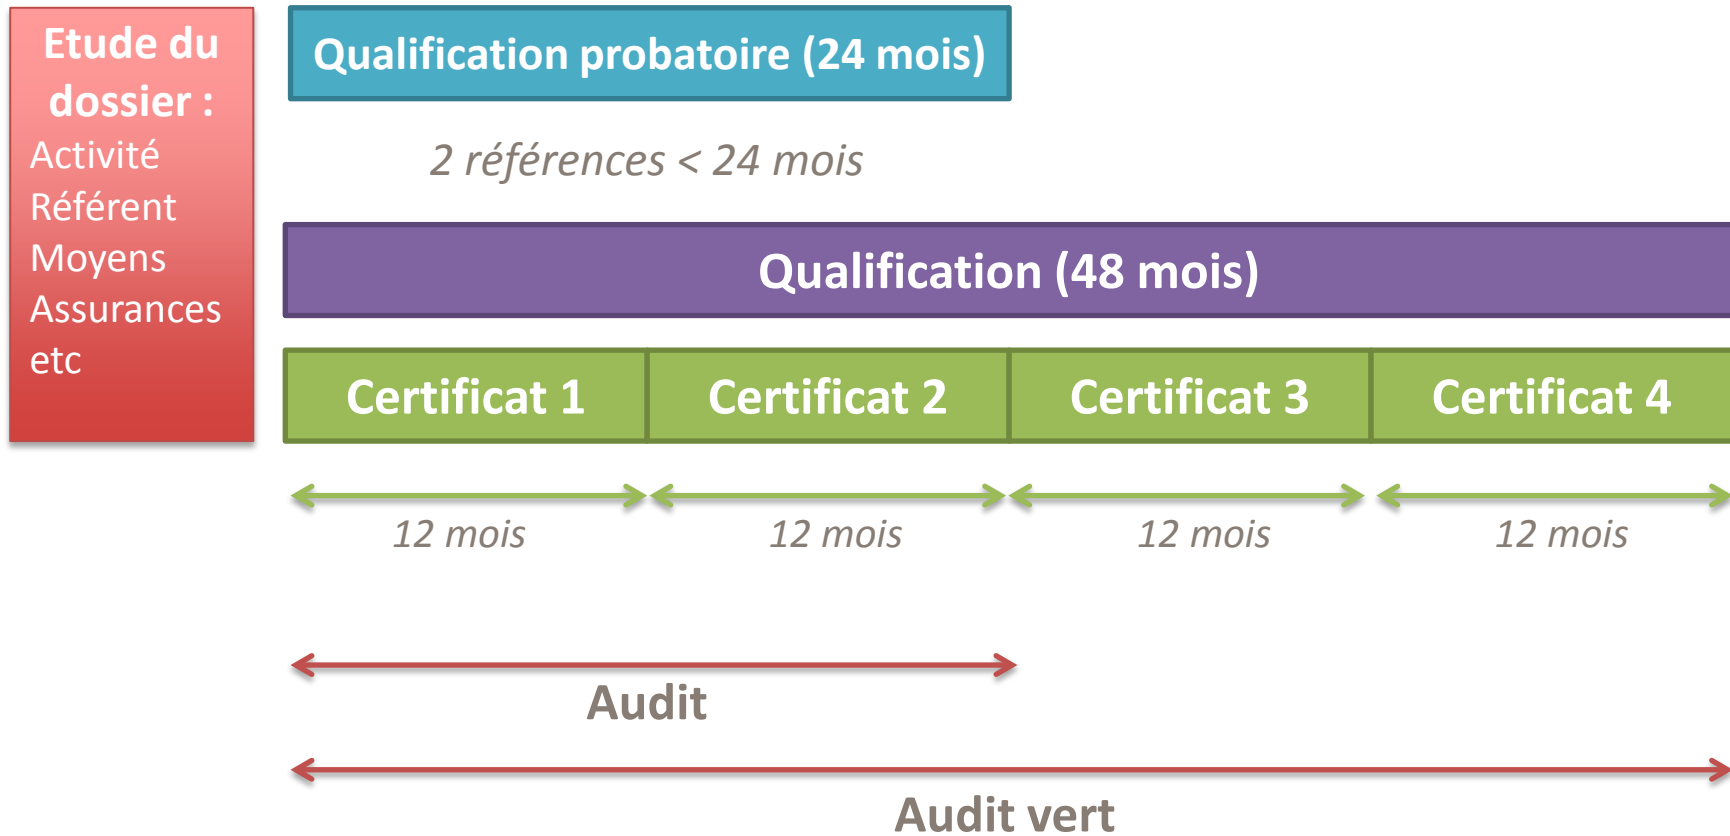 Etude du
dossier :
Activité
Référent
Moyens
Assurances
etc
Qualification probatoire (24 mois)
2 références < 24 mois
Qualification (48 mois)
Certificat 1
Certificat 2
Certificat 3
Certificat 4
12 mois
12 mois
12 mois
12 mois
Audit
Audit vert